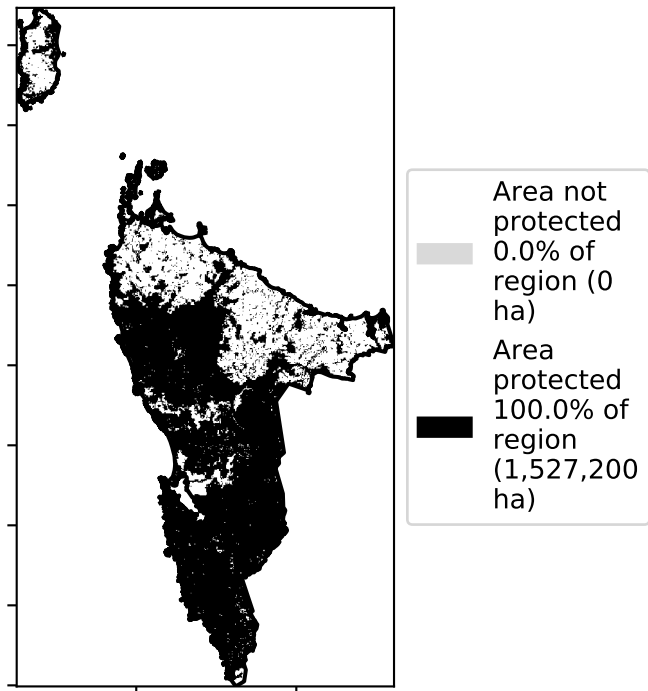 Area not
protected
0.0% of
region (0
ha)
Area
protected
100.0% of
region
(1,527,200
ha)